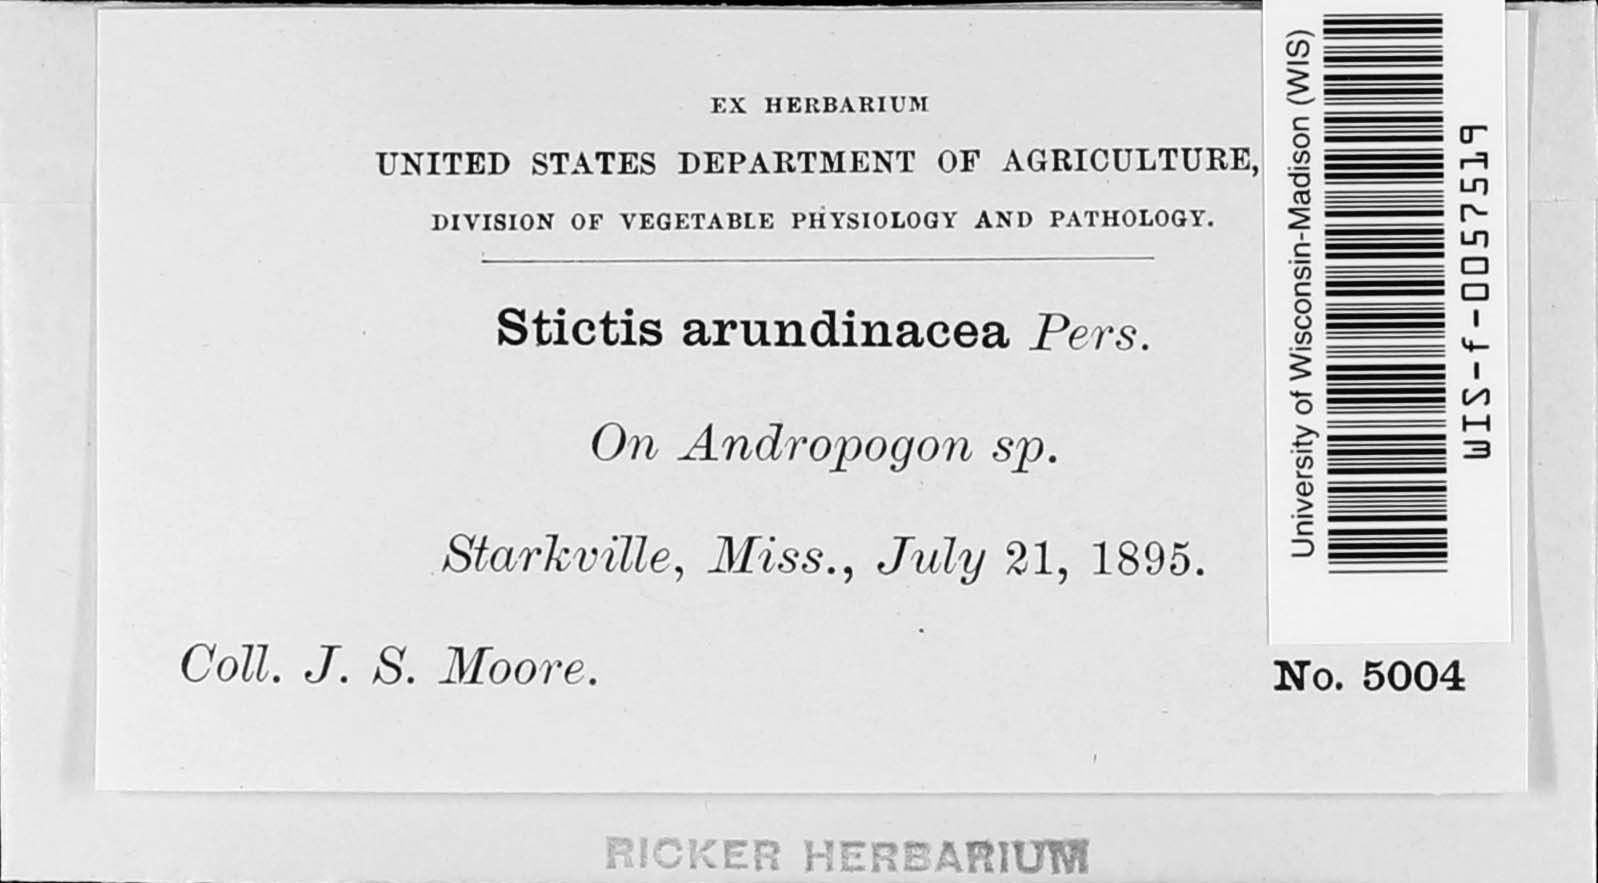 EX HERBARIUM
UNITED STATES DEPARTMENT OF AGRICULTURE,
DIVISION OF VEGETABLE PHYSIOLOGY AND PATHOLOGY.
Stictis arundinacea Pers.
On Andropogon sp.
Starkville, Miss., July 21, 1895.
Coll. J. S. Moore.
No. 5004
University of Wisconsin-Madison (WIS)
WIS-f-0057519
RICKER HERBARIUM